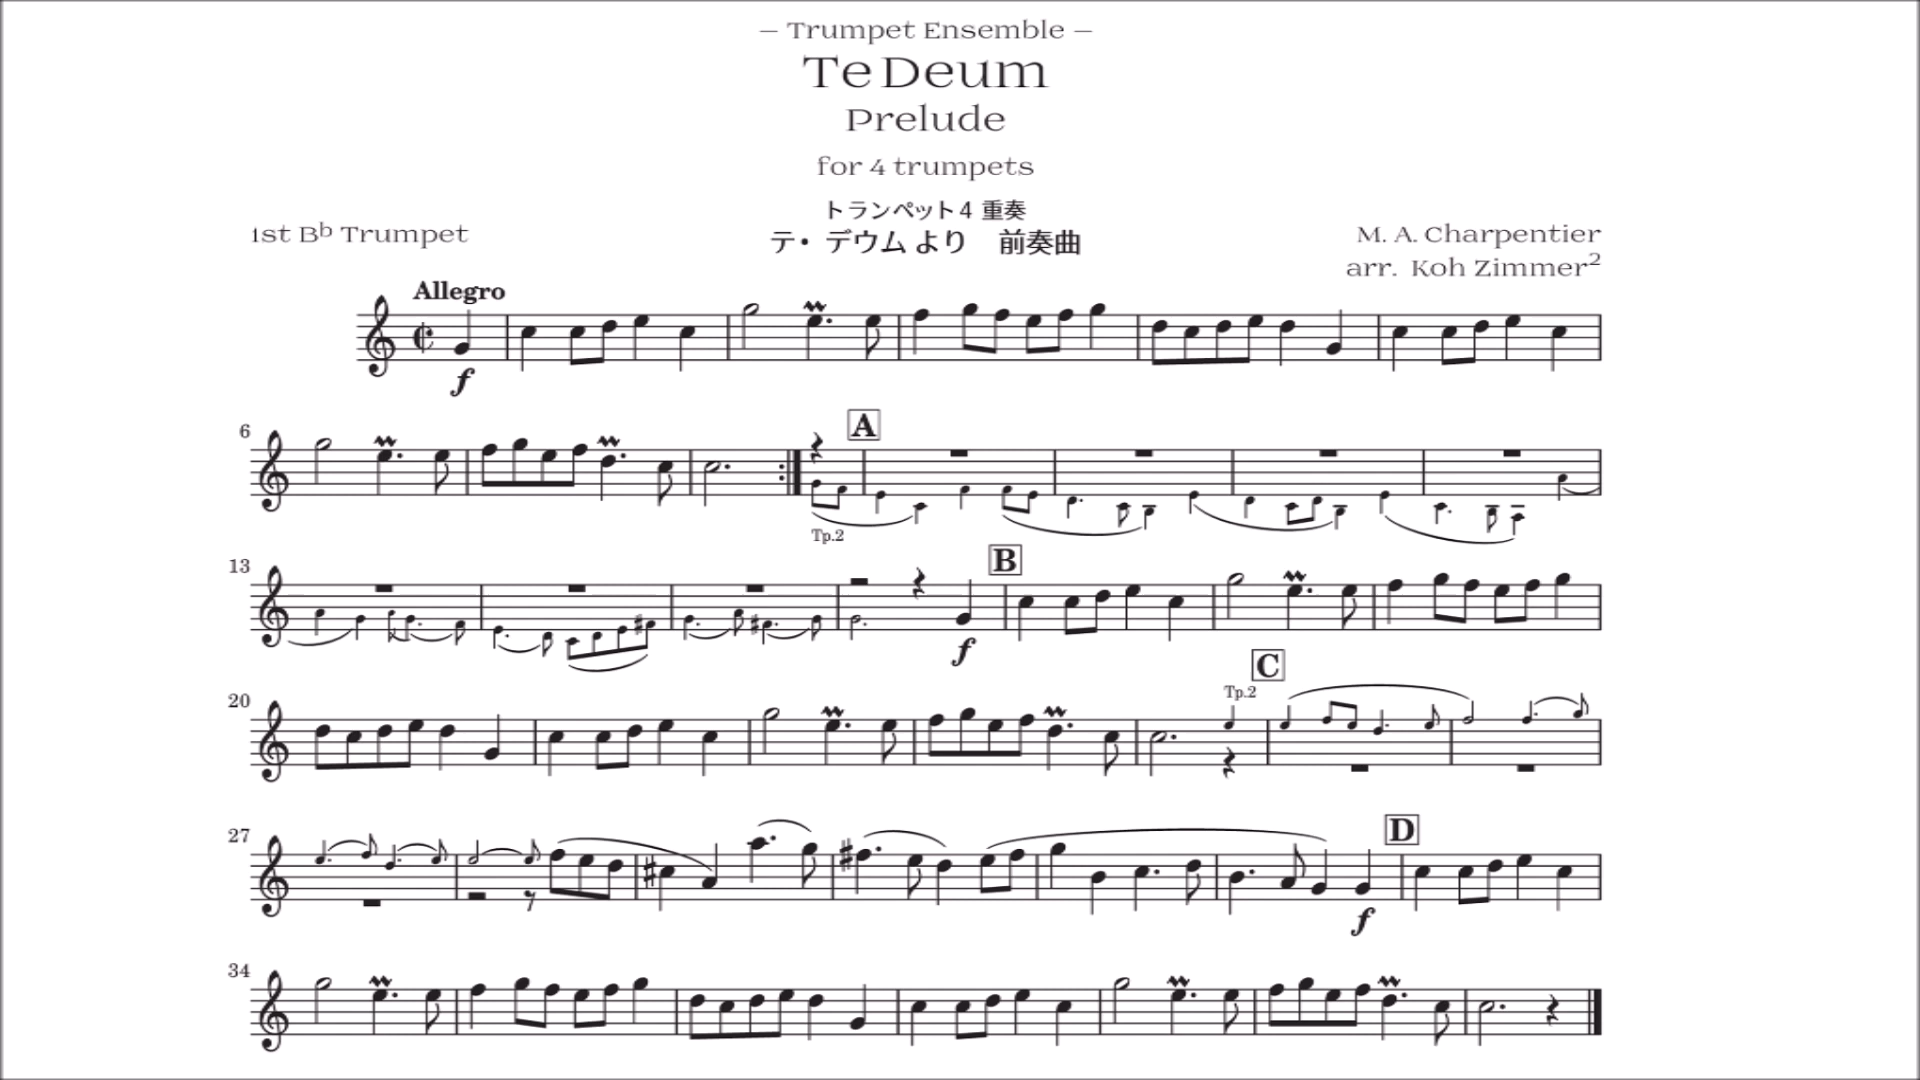 – Trumpet Ensemble –
Te Deum
Prelude
for 4 trumpets
トランペット4 重奏
テ・デウム より 前奏曲
1st B♭ Trumpet
M. A. Charpentier
arr. Koh Zimmer²
Allegro
f
6
A
Tp.2
13
B
f
20
Tp.2
C
27
D
f
34